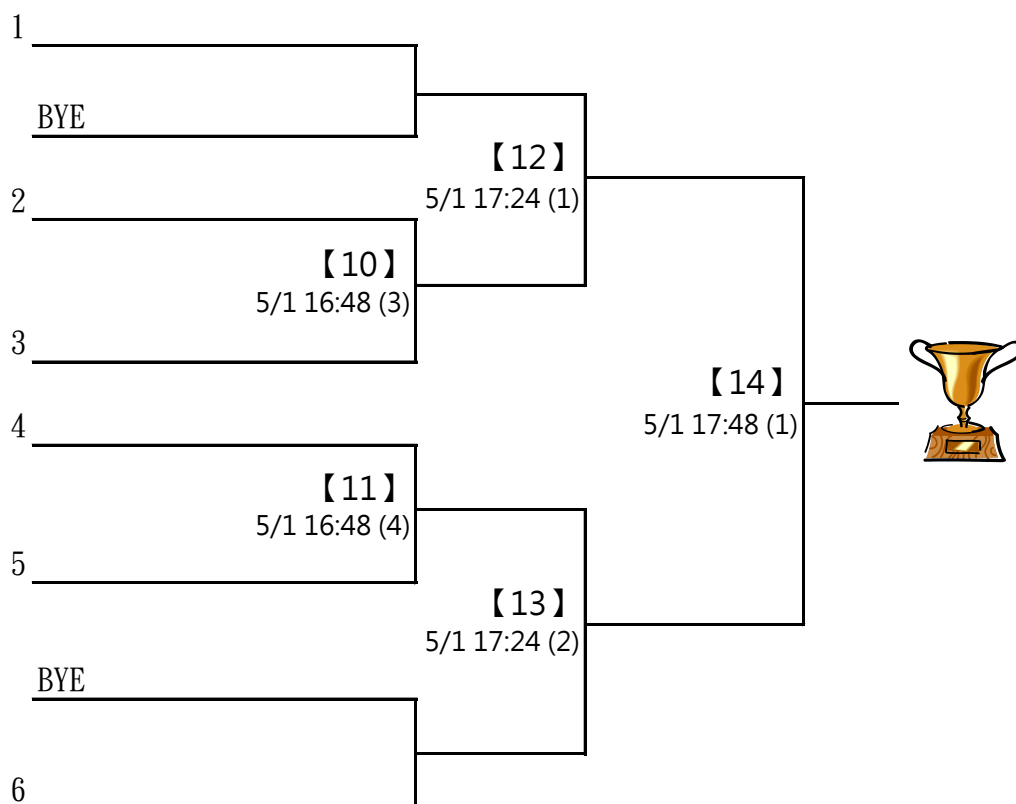 1
BYE
【12】
5/1 17:24 (1)
2
【10】
5/1 16:48 (3)
3
【14】
5/1 17:48 (1)
4
【11】
5/1 16:48 (4)
5
【13】
5/1 17:24 (2)
BYE
6